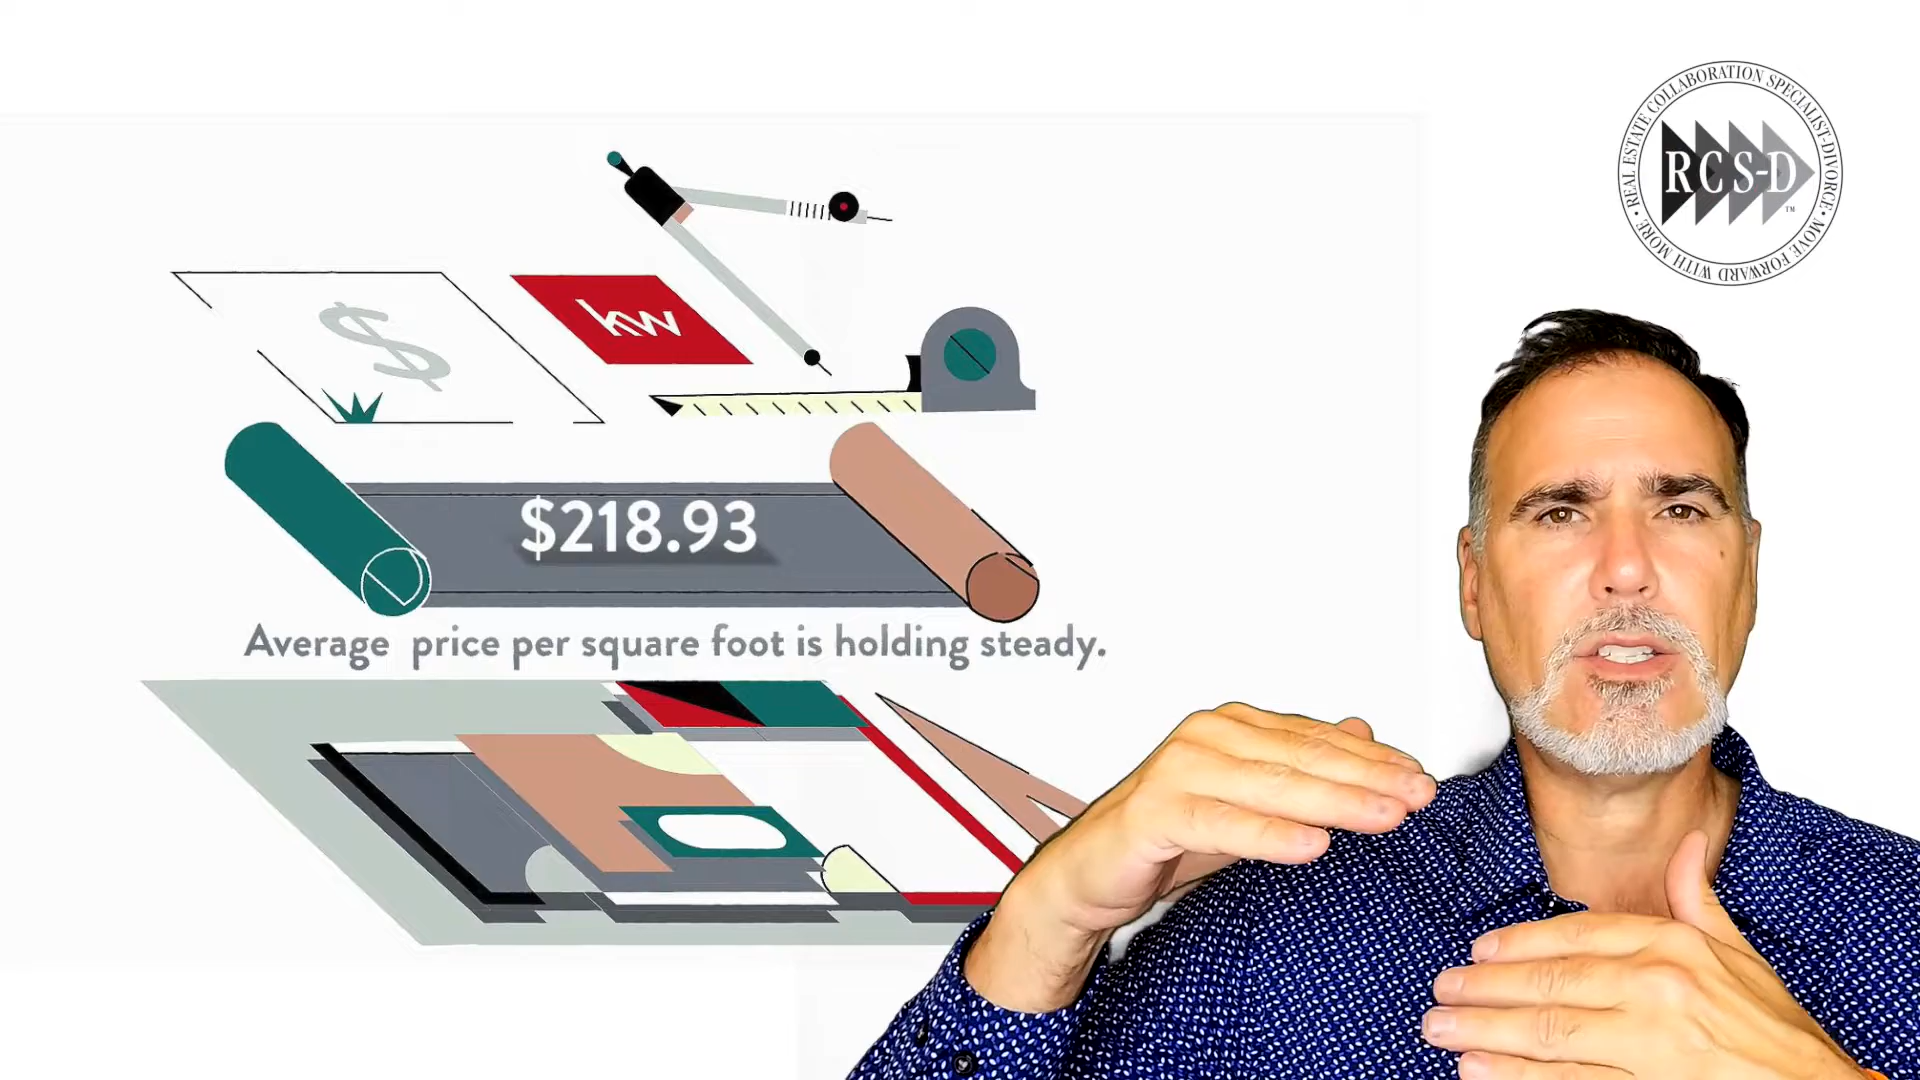 REAL ESTATE COLLABORATION SPECIALIST-DIVORCE • MOVE FORWARD WITH MORE •
RCS-D
™
$
kw
$218.93
Average price per square foot is holding steady.